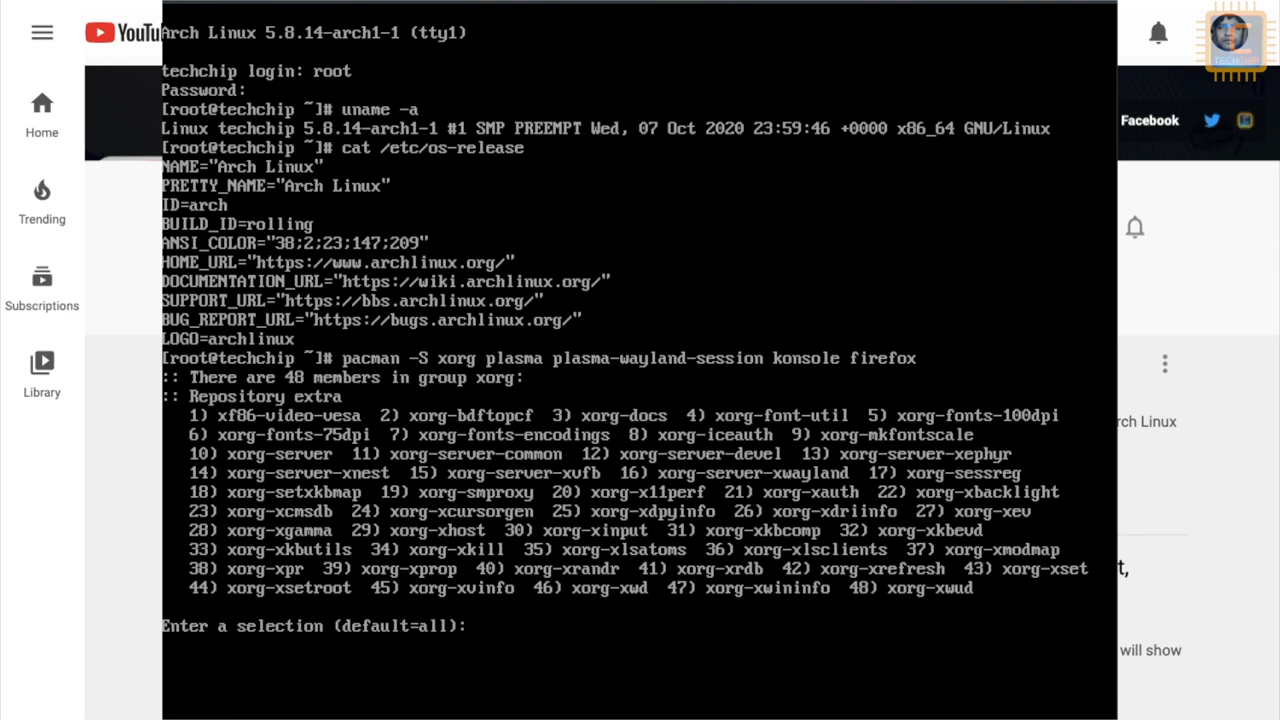 YouTu
Home
Trending
Subscriptions
Library
Arch Linux 5.8.14-arch1-1 (tty1)
techchip login: root
Password:
[root@techchip ~]# uname -a
Linux techchip 5.8.14-arch1-1 #1 SMP PREEMPT Wed, 07 Oct 2020 23:59:46 +0000 x86_64 GNU/Linux
[root@techchip ~]# cat /etc/os-release
NAME="Arch Linux"
PRETTY_NAME="Arch Linux"
ID=arch
BUILD_ID=rolling
ANSI_COLOR="38;2;23;147;209"
HOME_URL="https://www.archlinux.org/"
DOCUMENTATION_URL="https://wiki.archlinux.org/"
SUPPORT_URL="https://bbs.archlinux.org/"
BUG_REPORT_URL="https://bugs.archlinux.org/"
LOGO=archlinux
[root@techchip ~]# pacman -S xorg plasma plasma-wayland-session konsole firefox
:: There are 48 members in group xorg:
:: Repository extra
1) xf86-video-vesa 2) xorg-bdftopcf 3) xorg-docs 4) xorg-font-util 5) xorg-fonts-100dpi
6) xorg-fonts-75dpi 7) xorg-fonts-encodings 8) xorg-iceauth 9) xorg-mkfontscale
10) xorg-server 11) xorg-server-common 12) xorg-server-devel 13) xorg-server-xephyr
14) xorg-server-xnest 15) xorg-server-xvfb 16) xorg-server-xwayland 17) xorg-sessreg
18) xorg-setxkbmap 19) xorg-smproxy 20) xorg-x11perf 21) xorg-xauth 22) xorg-xbacklight
23) xorg-xcmsdb 24) xorg-xcursorgen 25) xorg-xdpyinfo 26) xorg-xdriinfo 27) xorg-xev
28) xorg-xgamma 29) xorg-xhost 30) xorg-xinput 31) xorg-xkbcomp 32) xorg-xkbevd
33) xorg-xkbutils 34) xorg-xkill 35) xorg-xlsatoms 36) xorg-xlsclients 37) xorg-xmodmap
38) xorg-xpr 39) xorg-xprop 40) xorg-xrandr 41) xorg-xrdb 42) xorg-xrefresh 43) xorg-xset
44) xorg-xsetroot 45) xorg-xvinfo 46) xorg-xwd 47) xorg-xwininfo 48) xorg-xwud
Enter a selection (default=all):
TECHCHIP
Facebook
rch Linux
t,
will show